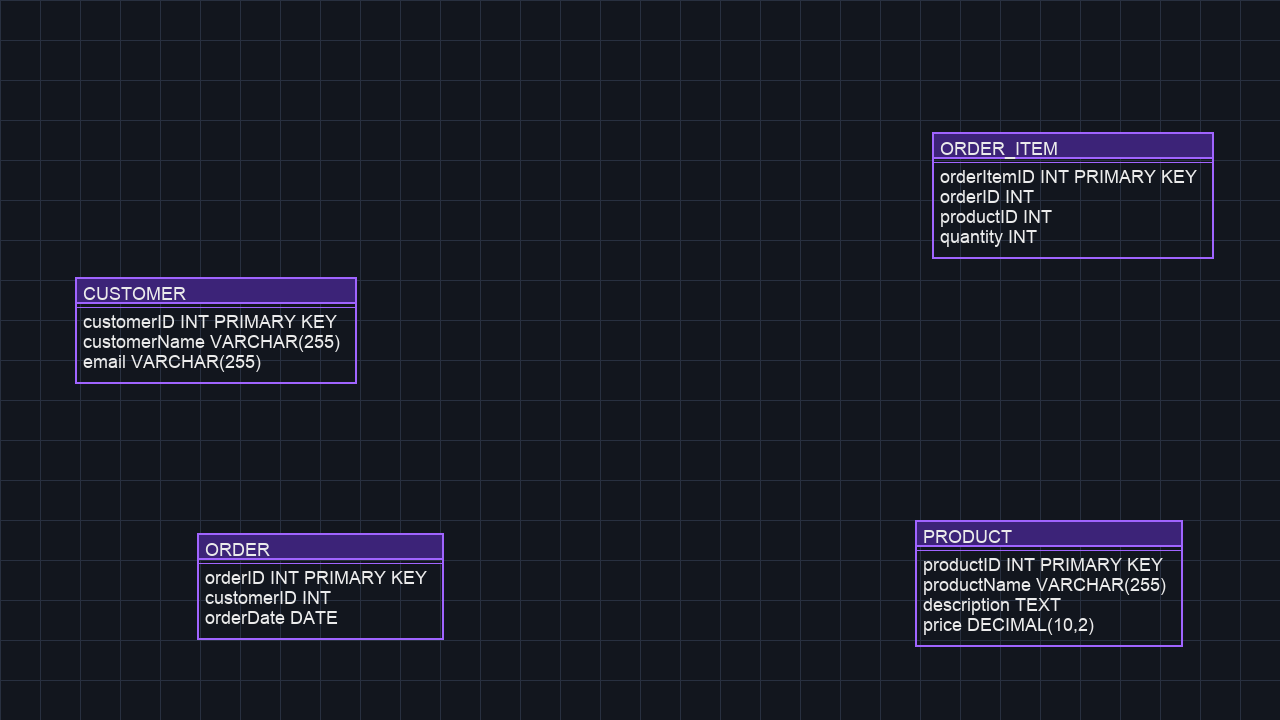 ORDER_ITEM
orderItemID INT PRIMARY KEY
orderID INT
productID INT
quantity INT
CUSTOMER
customerID INT PRIMARY KEY
customerName VARCHAR(255)
email VARCHAR(255)
ORDER
orderID INT PRIMARY KEY
customerID INT
orderDate DATE
PRODUCT
productID INT PRIMARY KEY
productName VARCHAR(255)
description TEXT
price DECIMAL(10,2)